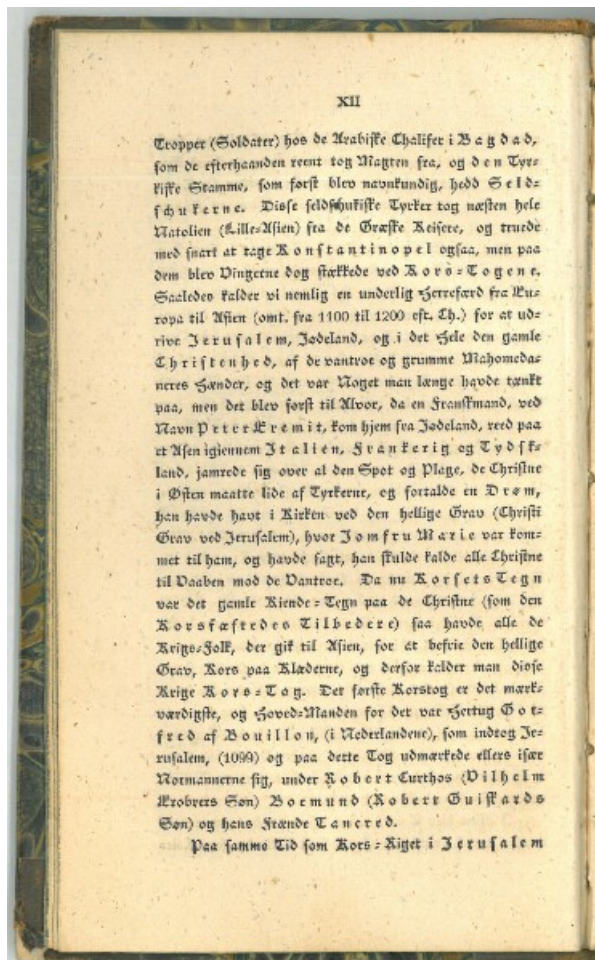 XII
Tropper (Soldater) hos de Arabiske Chalifer i Bagdad,
som de efterhaanden reent tog Magten fra, og den Tyr-
kiske Stamme, som først blev navnkundig, hedd Seld-
schukerne. Disse seldschukiske Tyrker tog næsten hele
Natolien (Lille-Asien) fra de Græske Keisere, og truede
med snart at tage Konstantinopel ogsaa, men paa
dem blev Vingerne dog stækkede ved Kors-Togene.
Saaledes kalder vi nemlig en underlig Herrefærd fra Eu-
ropa til Asien (omt. fra 1100 til 1200 eft. Ch.) for at ud-
rive Jerusalem, Jødeland, og i det Hele den gamle
Christenhed, af de vantroe og grumme Mahomeda-
neres Hænder, og det var Noget man længe havde tænkt
paa, men det blev først til Alvor, da en Franskmand, ved
Navn Peter Eremit, kom hjem fra Jødeland, reed paa
et Asen igiennem Italien, Frankerig og Tydsk-
land, jamrede sig over al den Spot og Plage, de Christne
i Østen maatte lide af Tyrkerne, og fortalde en Drøm,
han havde havt i Kirken ved den hellige Grav (Christi
Grav ved Jerusalem), hvor Jomfru Marie var kom-
met til ham, og havde sagt, han skulde kalde alle Christne
til Vaaben mod de Vantroe. Da nu Korsets Tegn
var det gamle Kiende-Tegn paa de Christne (som den
Korsfæstedes Tilbedere) saa havde alle de
Krigs-Folk, der gik til Asien, for at befrie den hellige
Grav, Kors paa Klæderne, og derfor kalder man disse
Krige Kors-Tog. Det første Korstog er det mærk-
værdigste, og Hoved-Manden for det var Hertug Got-
fred af Bouillon, (i Nederlandene), som indtog Je-
rusalem, (1099) og paa dette Tog udmærkede ellers især
Normannerne sig, under Robert Curthos (Vilhelm
Erobrers Søn) Boemund (Robert Guiskards
Søn) og hans Frænde Tancred.
Paa samme Tid som Kors-Riget i Jerusalem